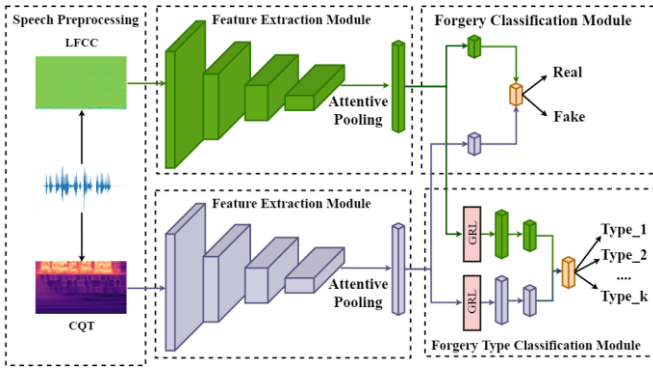 Speech Preprocessing
LFCC
CQT
Feature Extraction Module
Attentive
Pooling
Feature Extraction Module
Attentive
Pooling
Forgery Classification Module
Real
Fake
GRL
GRL
Type_1
Type_2
....
Type_k
Forgery Type Classification Module